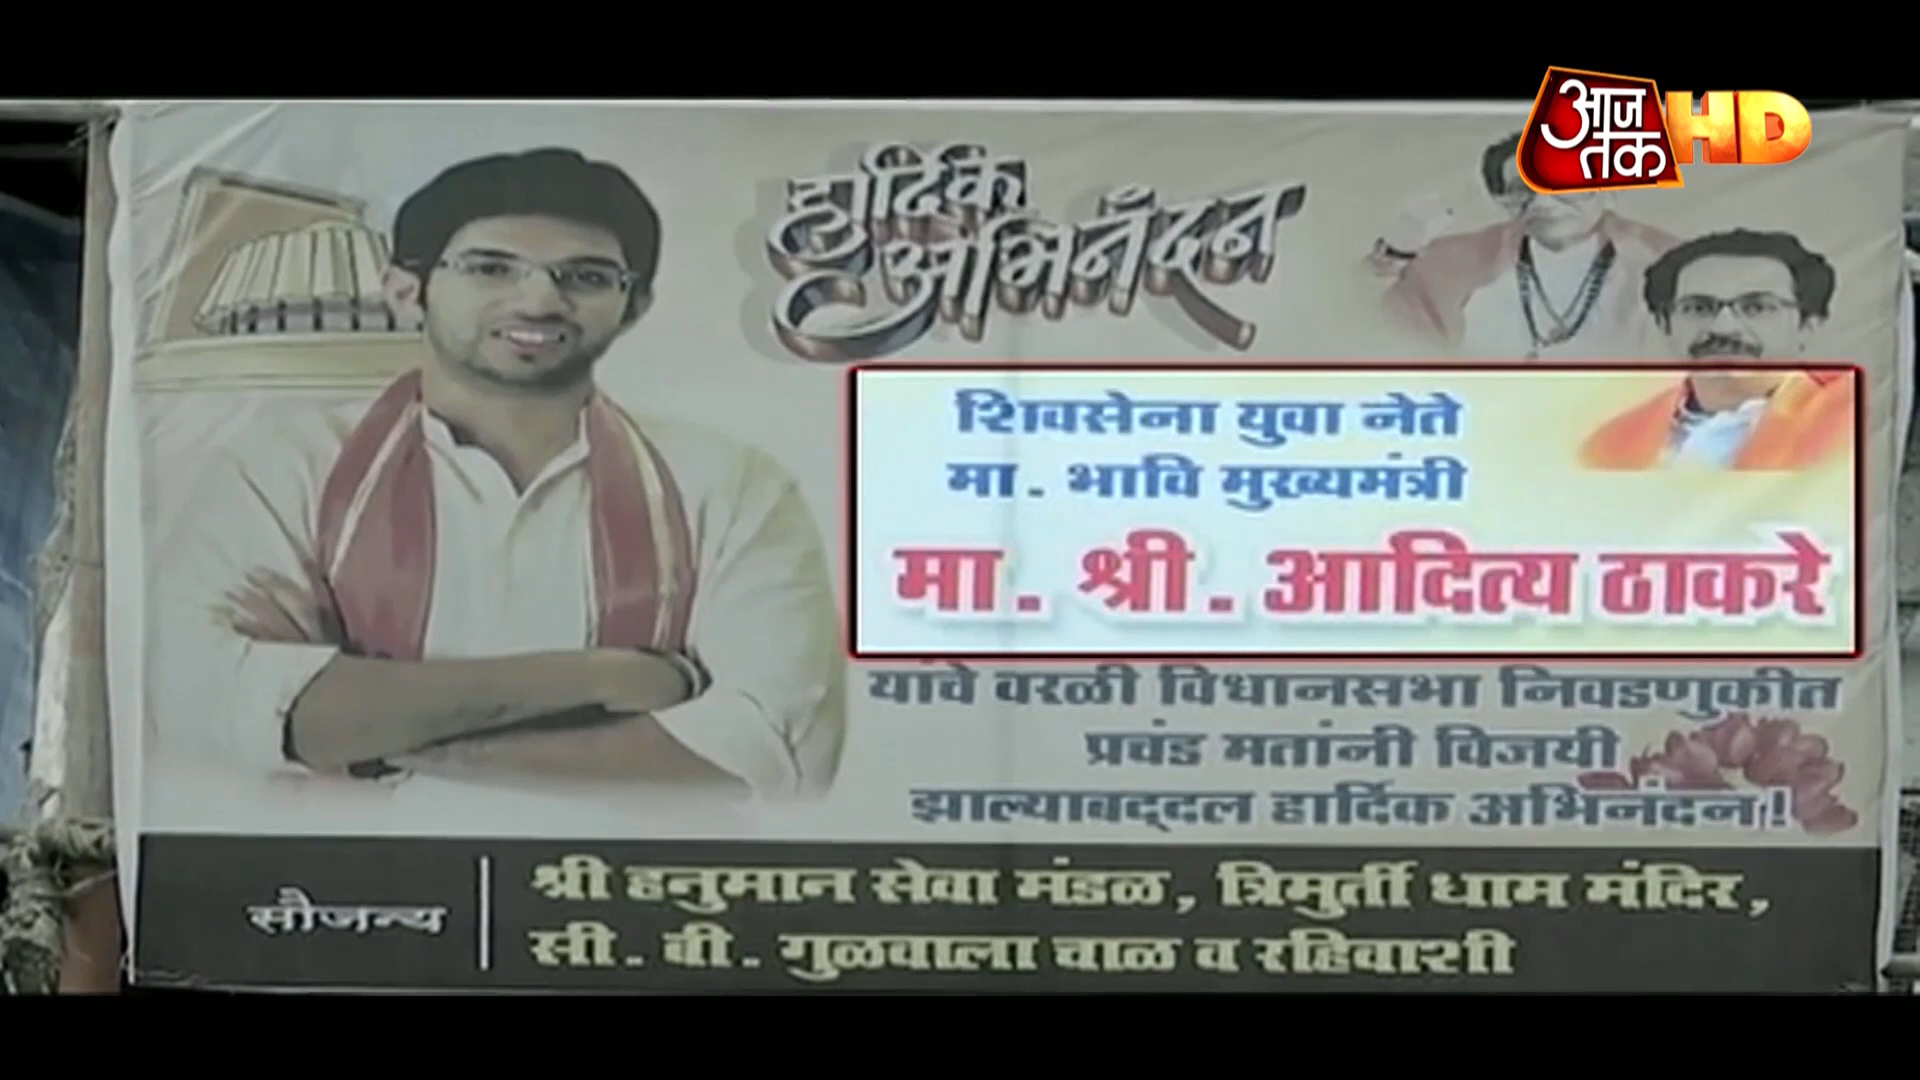 आज
तक HD
हार्दिक
अभिनंदन
शिवसेना युवा नेते
मा. भावि मुख्यमंत्री
मा. श्री. आदित्य ठाकरे
यांचे वरळी विधानसभा निवडणुकीत
प्रचंड मतांनी विजयी
झाल्याबद्दल हार्दिक अभिनंदन!
सौजन्य
श्री हनुमान सेवा मंडळ, त्रिमुर्ती धाम मंदिर,
सी. बी. गुळवाला चाळ व रहिवाशी